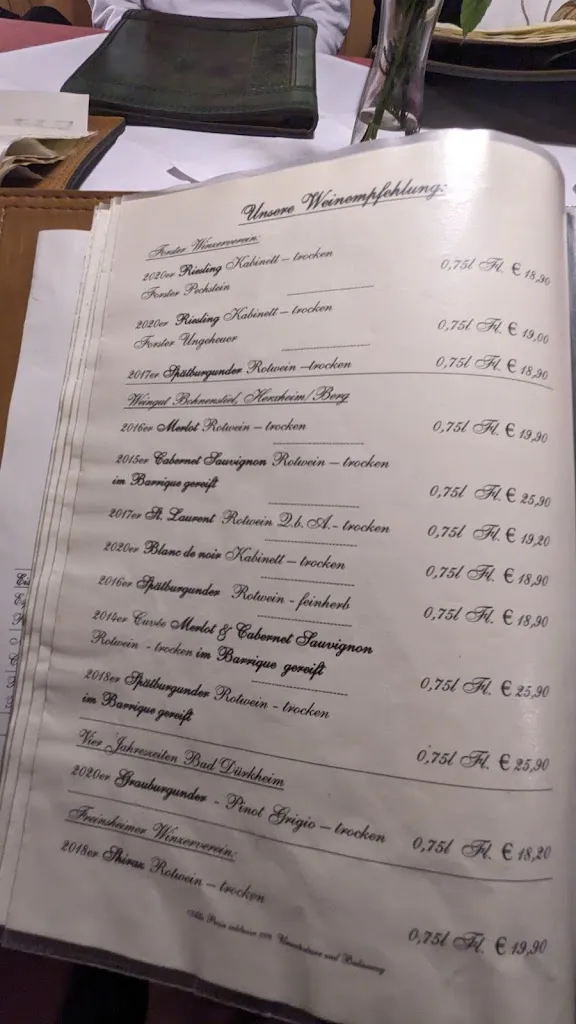 Unsere Weinempfehlung:
Forster Winzerverein:
2020er Riesling Kabinett – trocken 0,75l Fl. € 18,90
Forster Pechstein
2020er Riesling Kabinett – trocken 0,75l Fl. € 19,00
Forster Ungeheuer
2017er Spätburgunder Rotwein –trocken 0,75l Fl. € 18,90
Weingut Bohnenstiel, Herxheim/Berg
2016er Merlot Rotwein – trocken 0,75l Fl. € 19,90
2015er Cabernet Sauvignon Rotwein – trocken
im Barrique gereift 0,75l Fl. € 25,90
2017er St. Laurent Rotwein Q.b.A.- trocken 0,75l Fl. € 19,20
2020er Blanc de noir Kabinett – trocken 0,75l Fl. € 18,90
2016er Spätburgunder Rotwein - feinherb 0,75l Fl. € 18,90
2014er Cuvée Merlot & Cabernet Sauvignon
Rotwein - trocken im Barrique gereift 0,75l Fl. € 25,90
2018er Spätburgunder Rotwein - trocken
im Barrique gereift 0,75l Fl. € 25,90
Vier Jahreszeiten Bad Dürkheim
2020er Grauburgunder - Pinot Grigio – trocken 0,75l Fl. € 18,20
Freinsheimer Winzerverein:
2018er Shiraz Rotwein – trocken 0,75l Fl. € 19,90
Alle Preise und Bedienung